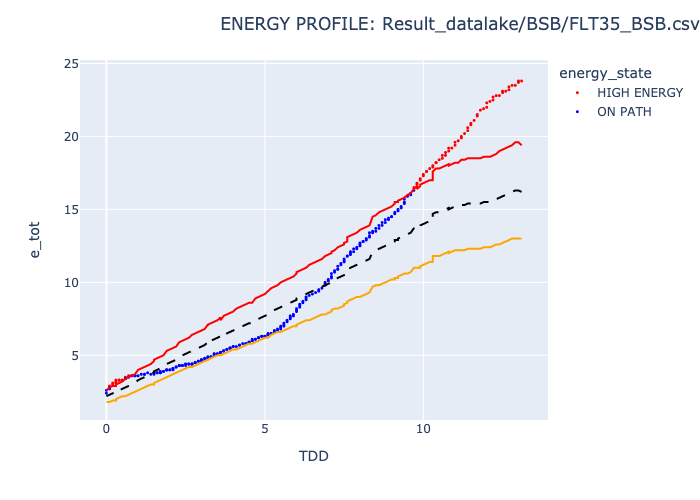 ENERGY PROFILE: Result_datalake/BSB/FLT35_BSB.csv
energy_state
HIGH ENERGY
ON PATH
25
20
15
10
5
e_tot
0
5
10
TDD